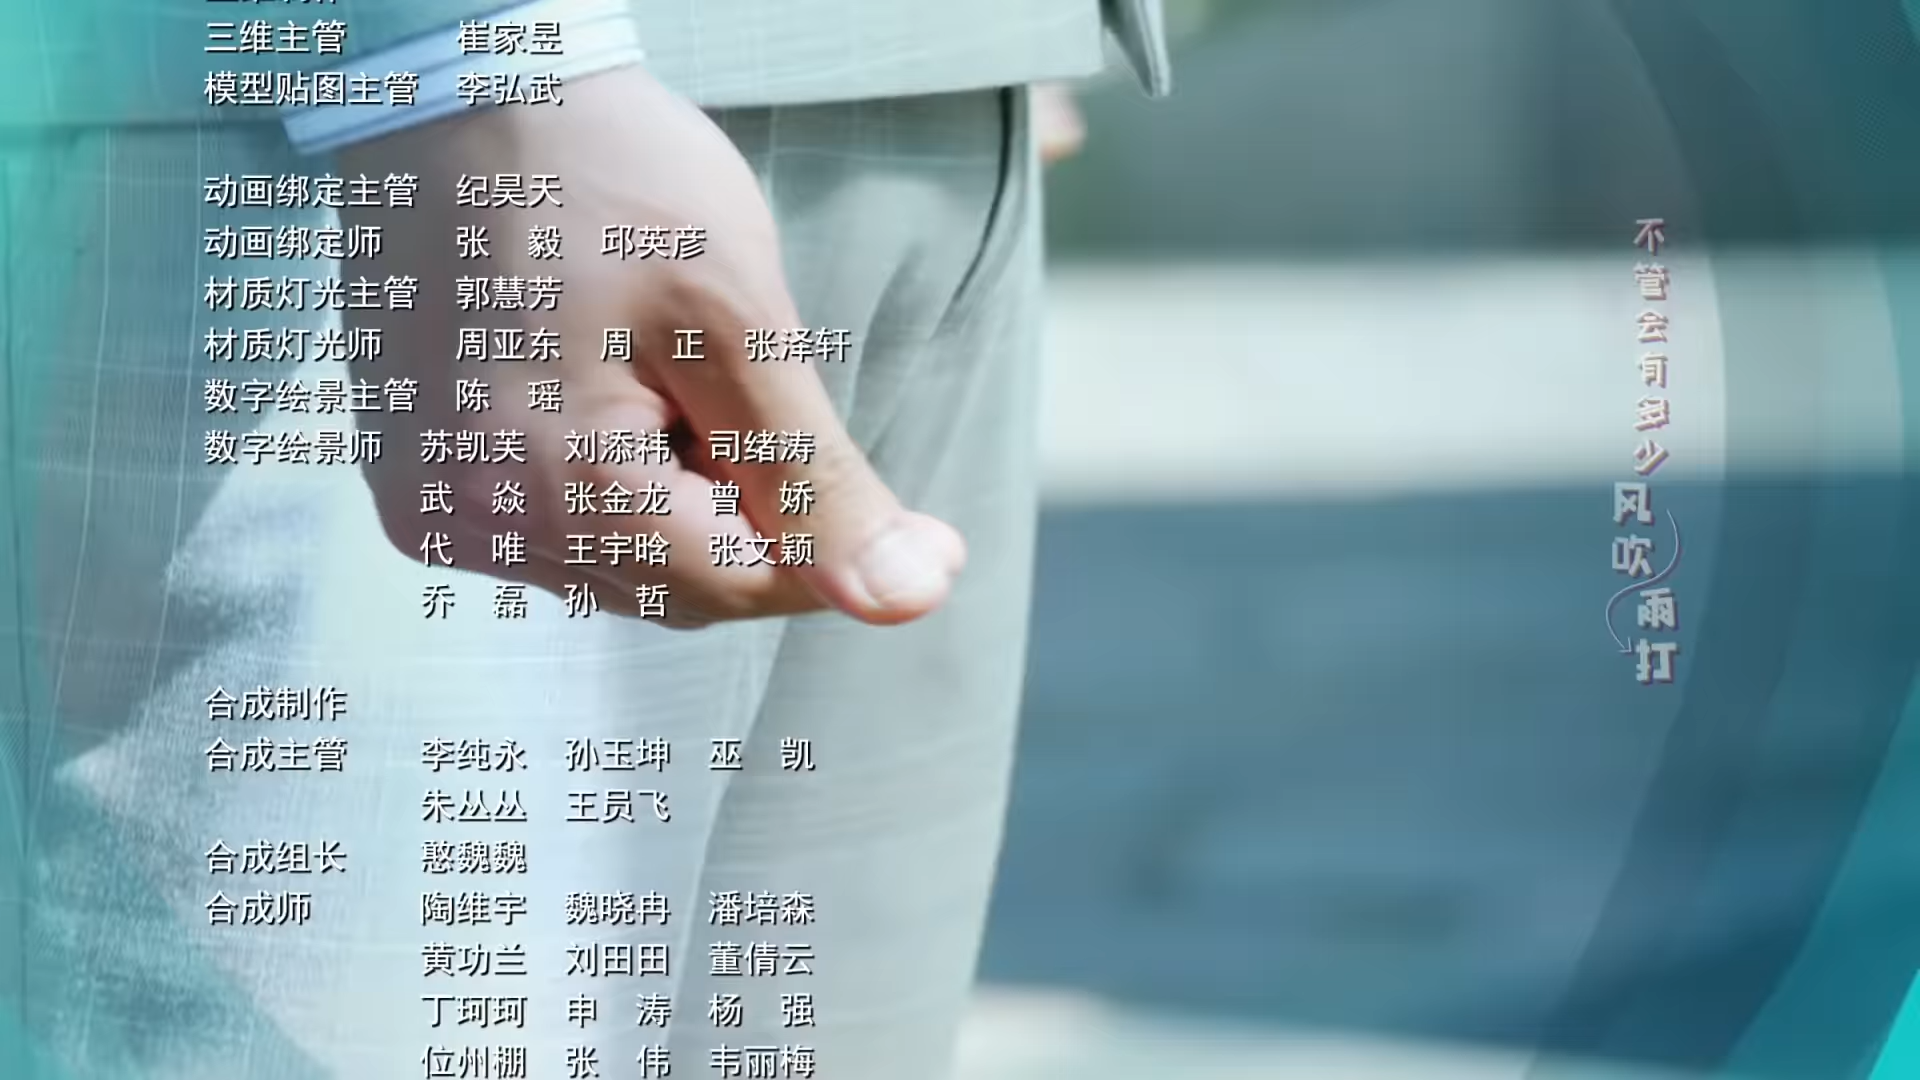 三维主管 崔家昱
模型贴图主管 李弘武
动画绑定主管 纪昊天
动画绑定师 张 毅 邱英彦
材质灯光主管 郭慧芳
材质灯光师 周亚东 周 正 张泽轩
数字绘景主管 陈 瑶
数字绘景师 苏凯芙 刘添祎 司绪涛
武 焱 张金龙 曾 娇
代 唯 王宇晗 张文颖
乔 磊 孙 哲
合成制作
合成主管 李纯永 孙玉坤 巫 凯
朱丛丛 王员飞
合成组长 憨魏魏
合成师 陶维宇 魏晓冉 潘培森
黄功兰 刘田田 董倩云
丁珂珂 申 涛 杨 强
位州棚 张 伟 韦丽梅
不管会有多少风吹雨打